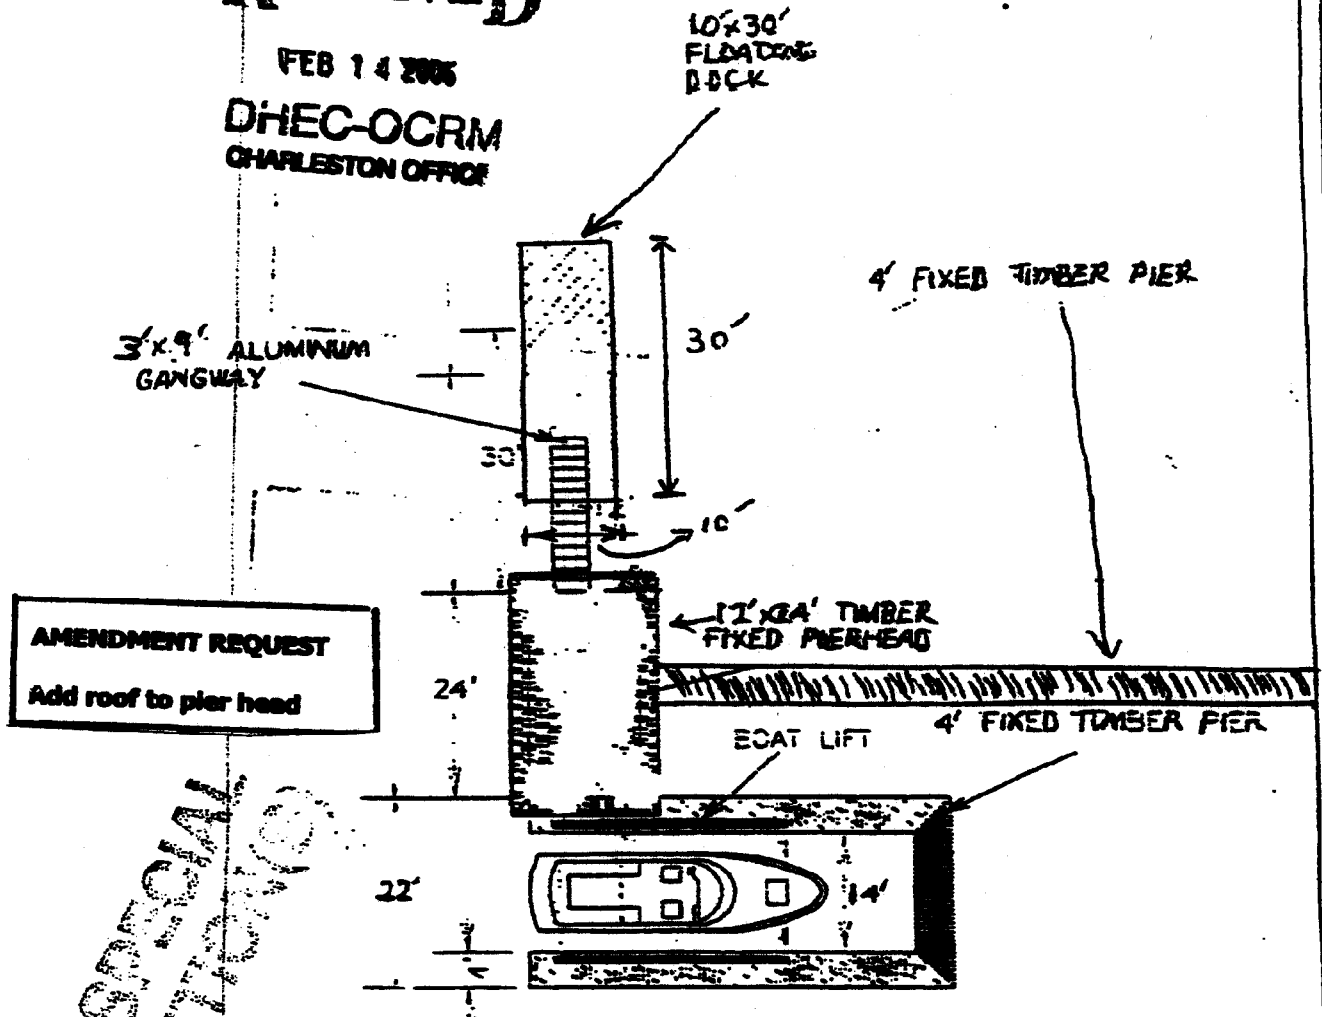 10'x30'
FLOATING
DOCK
FEB 14 2006
DHEC-OCRM
CHARLESTON OFFICE
4' FIXED TIMBER PIER
30'
3'x9' ALUMINUM
GANGWAY
10'
TIMBER
FIXED PIERHEAD
AMENDMENT REQUEST
Add roof to pier head
24'
4' FIXED TIMBER PIER
BOAT LIFT
22'
14'
SPECIAL